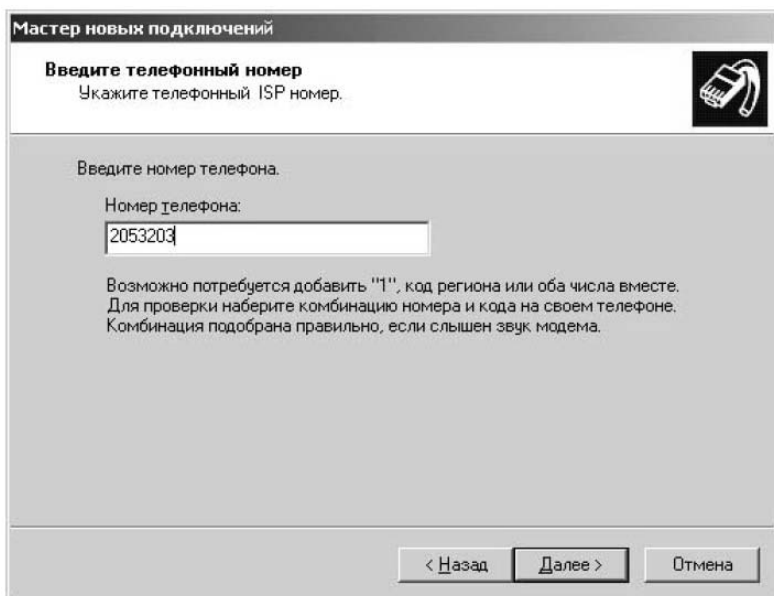 Мастер новых подключений
Введите телефонный номер
Укажите телефонный ISP номер.
Введите номер телефона.
Номер телефона:
2053203
Возможно потребуется добавить "1", код региона или оба числа вместе.
Для проверки наберите комбинацию номера и кода на своем телефоне.
Комбинация подобрана правильно, если слышен звук модема.
< Назад
Далее >
Отмена